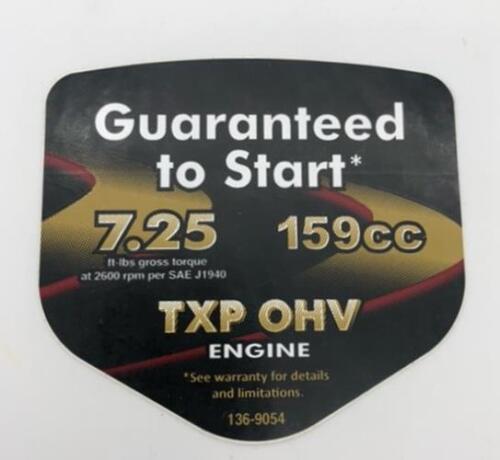 Guaranteed
to Start*
7.25 159cc
ft-lbs gross torque
at 2600 rpm per SAE J1940
TXP OHV
ENGINE
*See warranty for details
and limitations.
136-9054